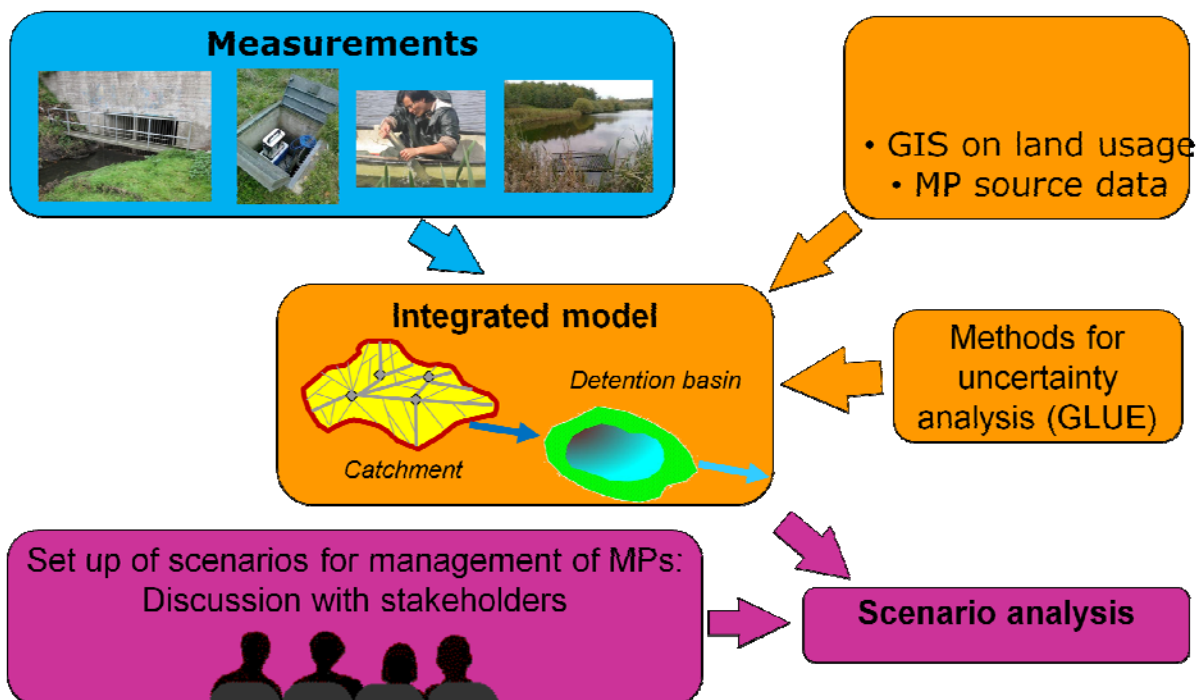 Measurements
• GIS on land usage
• MP source data
Integrated model
Detention basin
Catchment
Methods for
uncertainty
analysis (GLUE)
Set up of scenarios for management of MPs:
Discussion with stakeholders
Scenario analysis